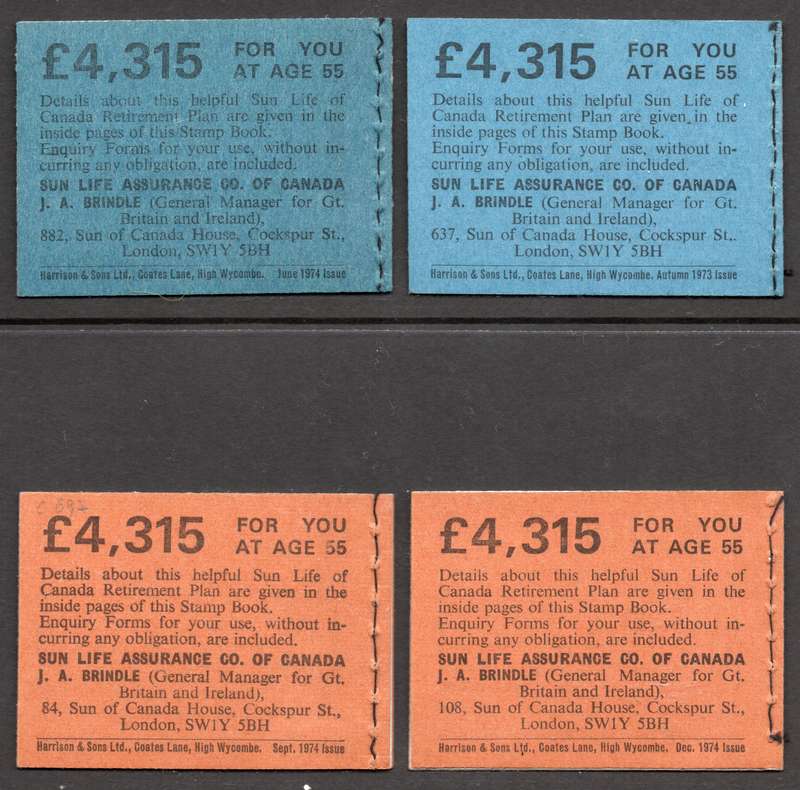 £4,315 FOR YOU
AT AGE 55
Details about this helpful Sun Life of
Canada Retirement Plan are given in the
inside pages of this Stamp Book.
Enquiry Forms for your use, without in-
curring any obligation, are included.
SUN LIFE ASSURANCE CO. OF CANADA
J. A. BRINDLE (General Manager for Gt.
Britain and Ireland),
882, Sun of Canada House, Cockspur St.,
London, SW1Y 5BH
Harrison & Sons Ltd., Coates Lane, High Wycombe. June 1974 Issue
£4,315 FOR YOU
AT AGE 55
Details about this helpful Sun Life of
Canada Retirement Plan are given in the
inside pages of this Stamp Book.
Enquiry Forms for your use, without in-
curring any obligation, are included.
SUN LIFE ASSURANCE CO. OF CANADA
J. A. BRINDLE (General Manager for Gt.
Britain and Ireland),
637, Sun of Canada House, Cockspur St.,
London, SW1Y 5BH
Harrison & Sons Ltd., Coates Lane, High Wycombe. Autumn 1973 Issue
£4,315 FOR YOU
AT AGE 55
Details about this helpful Sun Life of
Canada Retirement Plan are given in the
inside pages of this Stamp Book.
Enquiry Forms for your use, without in-
curring any obligation, are included.
SUN LIFE ASSURANCE CO. OF CANADA
J. A. BRINDLE (General Manager for Gt.
Britain and Ireland),
84, Sun of Canada House, Cockspur St.,
London, SW1Y 5BH
Harrison & Sons Ltd., Coates Lane, High Wycombe. Sept. 1974 Issue
£4,315 FOR YOU
AT AGE 55
Details about this helpful Sun Life of
Canada Retirement Plan are given in the
inside pages of this Stamp Book.
Enquiry Forms for your use, without in-
curring any obligation, are included.
SUN LIFE ASSURANCE CO. OF CANADA
J. A. BRINDLE (General Manager for Gt.
Britain and Ireland),
108, Sun of Canada House, Cockspur St.,
London, SW1Y 5BH
Harrison & Sons Ltd., Coates Lane, High Wycombe. Dec. 1974 Issue